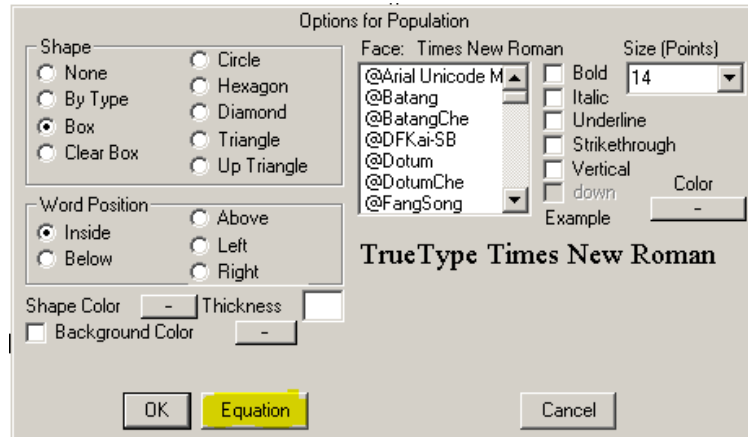 Options for Population
Shape
None
By Type
Box
Clear Box
Circle
Hexagon
Diamond
Triangle
Up Triangle
Word Position
Inside
Below
Above
Left
Right
Shape Color - Thickness
Background Color -
Face: Times New Roman
@Arial Unicode M
@Batang
@BatangChe
@DFKai-SB
@Dotum
@DotumChe
@FangSong
Bold
Italic
Underline
Strikethrough
Vertical
down
Size (Points)
14
Color
-
Example
TrueType Times New Roman
OK
Equation
Cancel